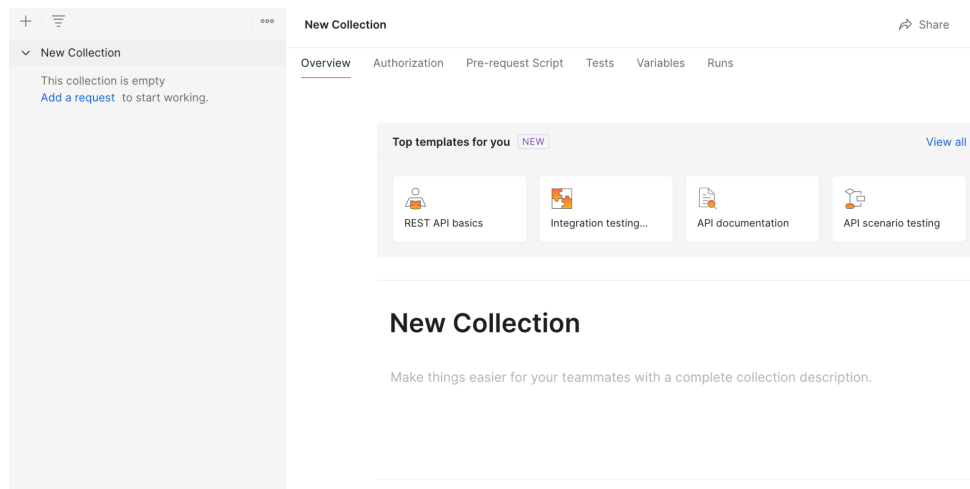 New Collection
This collection is empty
Add a request to start working.
New Collection
Share
Overview Authorization Pre-request Script Tests Variables Runs
Top templates for you NEW
View all
REST API basics
Integration testing...
API documentation
API scenario testing
New Collection
Make things easier for your teammates with a complete collection description.